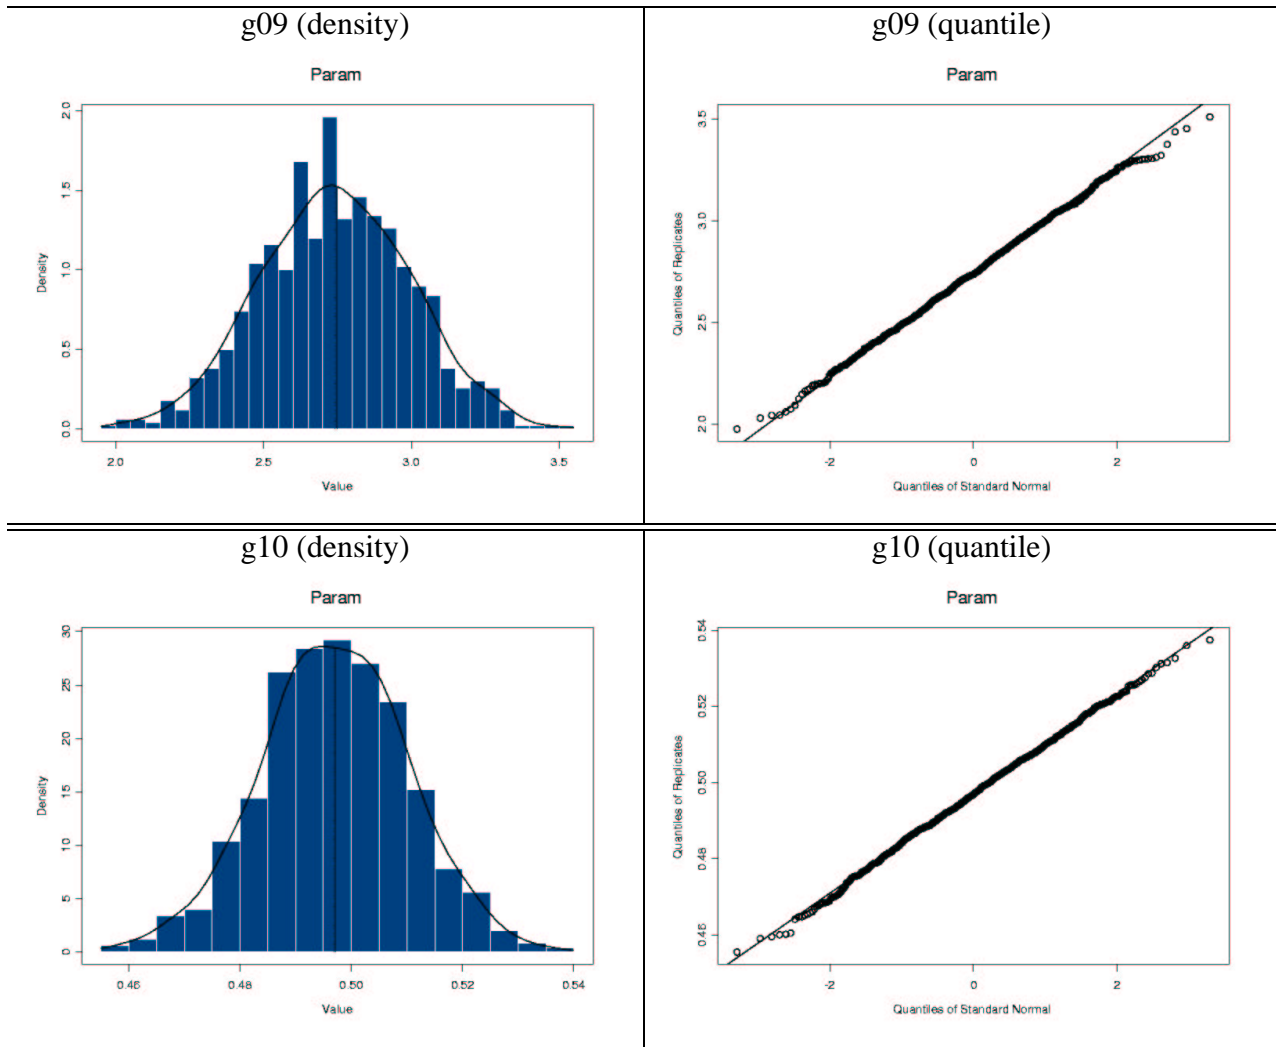 g09 (density)
Param
2.0
1.5
1.0
0.5
0.0
Density
2.0 2.5 3.0 3.5
Value
g09 (quantile)
Param
3.5
3.0
2.5
2.0
Quantiles of Replicates
-2 0 2
Quantiles of Standard Normal
g10 (density)
Param
30
25
20
15
10
5
0
Density
0.46 0.48 0.50 0.52 0.54
Value
g10 (quantile)
Param
0.54
0.52
0.50
0.48
0.46
Quantiles of Replicates
-2 0 2
Quantiles of Standard Normal